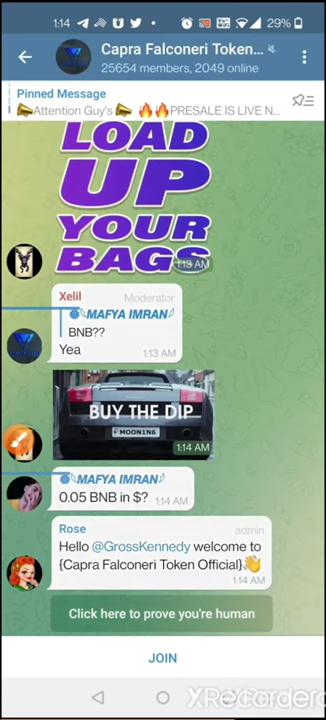 1:14
29%
Capra Falconeri Token...
25654 members, 2049 online
Pinned Message
📣Attention Guy's📣 🔥🔥PRESALE IS LIVE N...
LOAD
UP
YOUR
BAGS
1:13 AM
Xelil Moderator
MAFYA IMRAN
BNB??
Yea 1:13 AM
BUY THE DIP
MOON1N6
1:14 AM
MAFYA IMRAN
0.05 BNB in $? 1:14 AM
Rose admin
Hello @GrossKennedy welcome to
{Capra Falconeri Token Official}👋
1:14 AM
Click here to prove you're human
JOIN
XRecorder